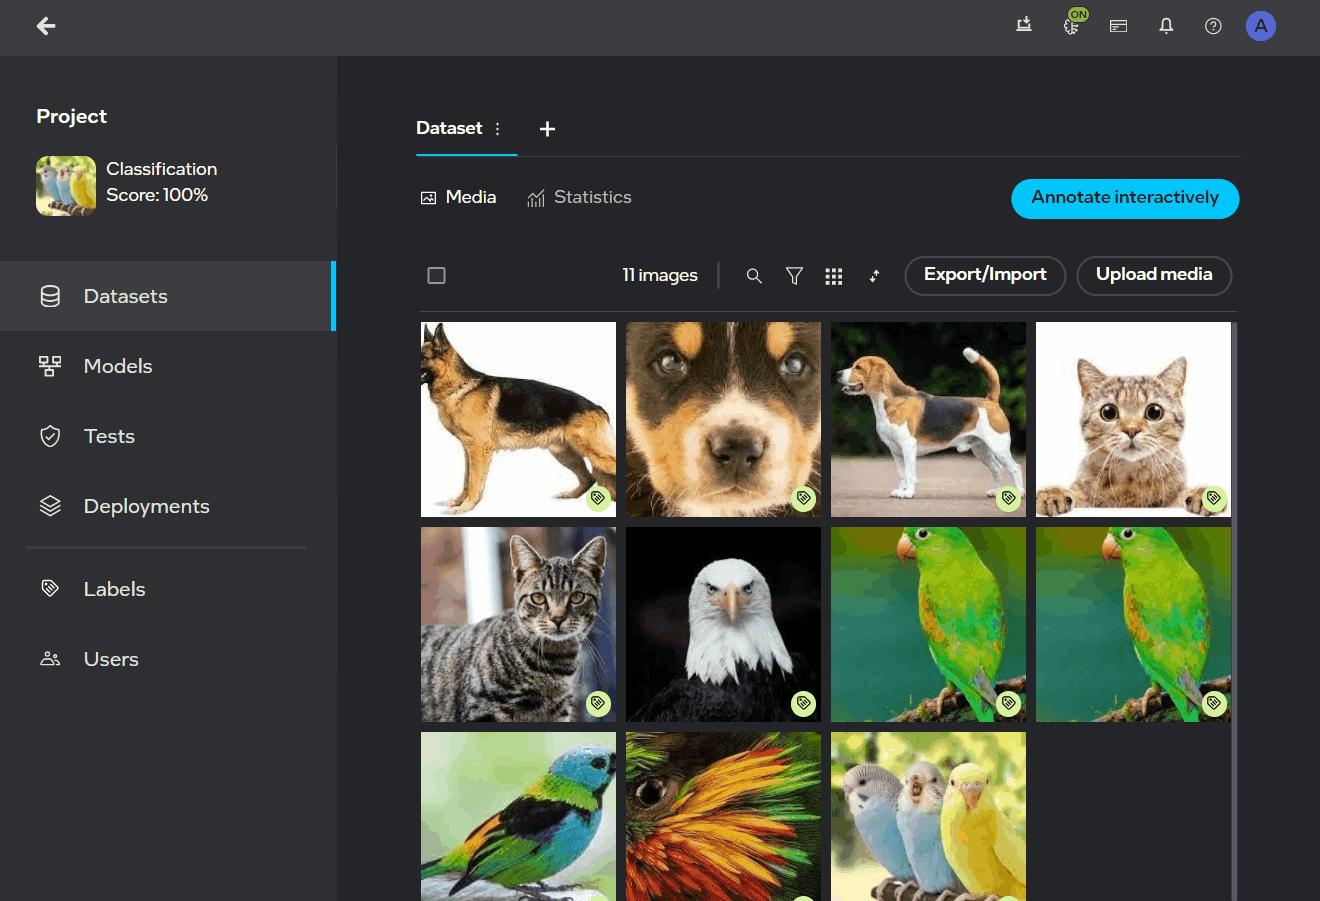 ON
A
Project
Classification
Score: 100%
Datasets
Models
Tests
Deployments
Labels
Users
Dataset
Media
Statistics
Annotate interactively
11 images
Export/Import
Upload media